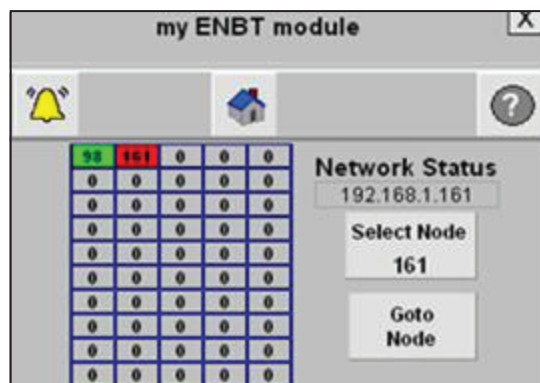 my ENBT module
X
?
98 161 0 0 0
0 0 0 0 0
0 0 0 0 0
0 0 0 0 0
0 0 0 0 0
0 0 0 0 0
0 0 0 0 0
0 0 0 0 0
0 0 0 0 0
0 0 0 0 0
Network Status
192.168.1.161
Select Node
161
Goto
Node